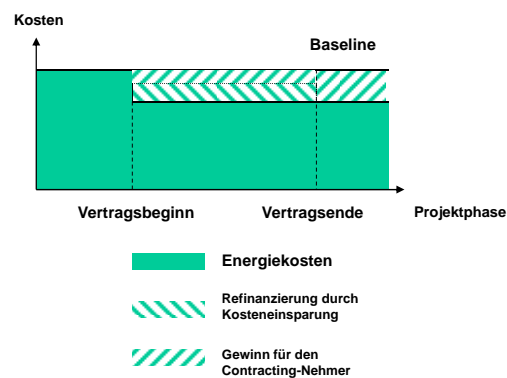 Kosten
Baseline
Vertragsbeginn
Vertragsende
Projektphase
Energiekosten
Refinanzierung durch
Kosteneinsparung
Gewinn für den
Contracting-Nehmer